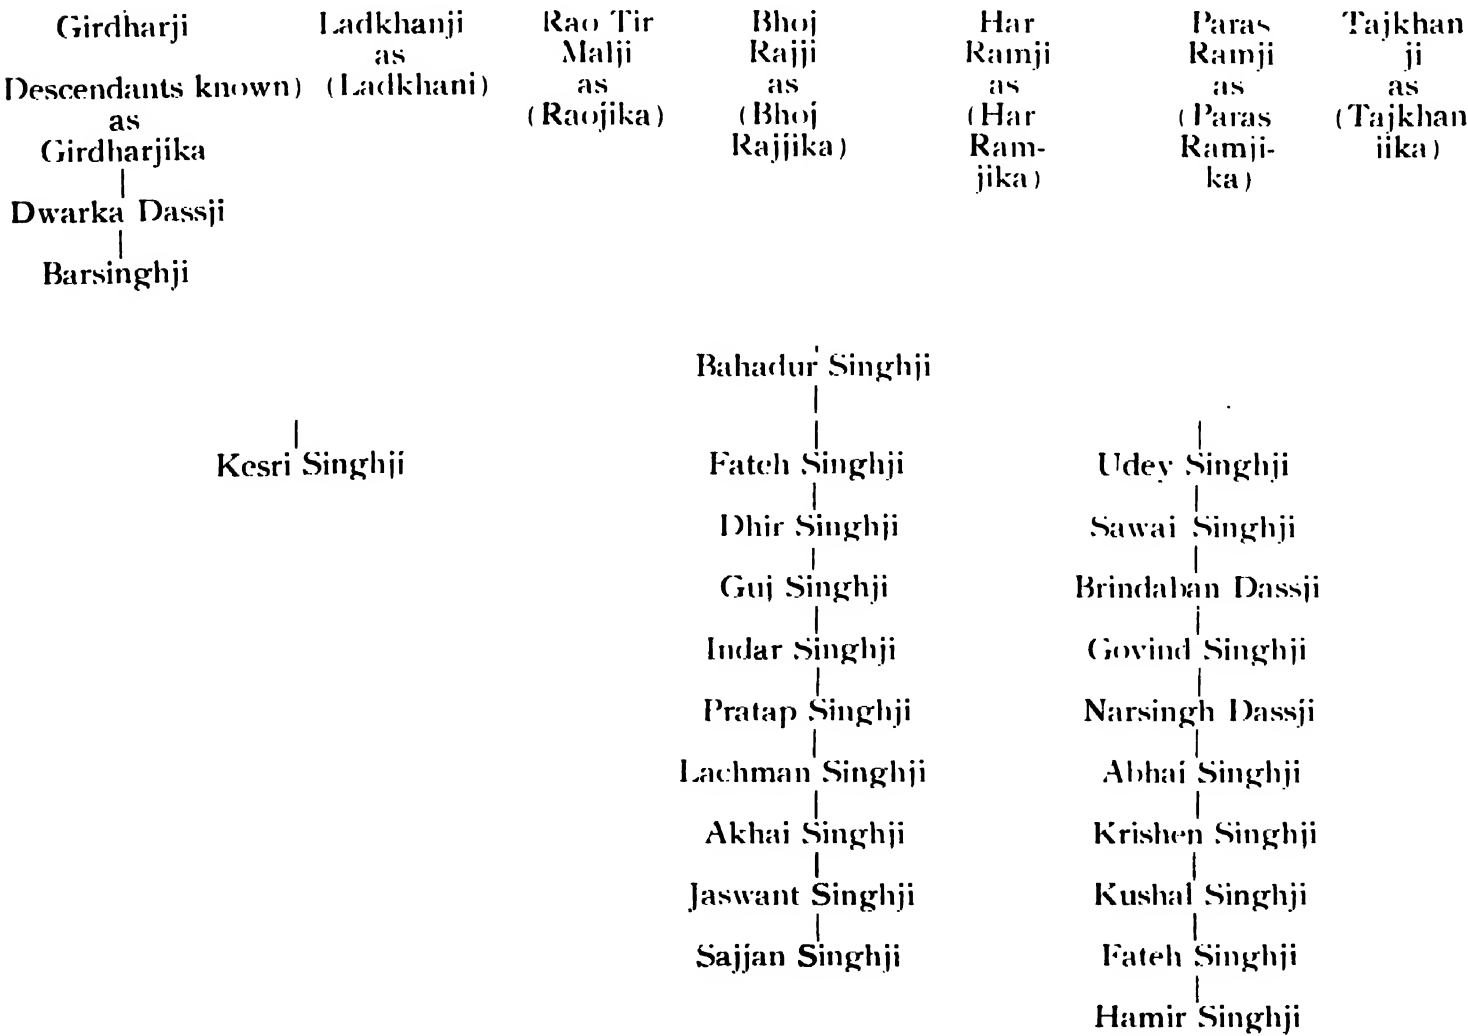 Girdharji
Descendants known)
as
Girdharjika
Dwarka Dassji
Barsinghji
Ladkhanji
as
(Ladkhani)
Rao Tir
Malji
as
(Raojika)
Bhoj
Rajji
as
(Bhoj
Rajjika)
Har
Ramji
as
(Har
Ram-
jika)
Paras
Ramji
as
(Paras
Ramji-
ka)
Tajkhan
ji
as
(Tajkhan
jika)
Bahadur Singhji
Kesri Singhji
Fateh Singhji
Dhir Singhji
Guj Singhji
Indar Singhji
Pratap Singhji
Lachman Singhji
Akhai Singhji
Jaswant Singhji
Sajjan Singhji
Udey Singhji
Sawai Singhji
Brindaban Dassji
Govind Singhji
Narsingh Dassji
Abhai Singhji
Krishen Singhji
Kushal Singhji
Fateh Singhji
Hamir Singhji